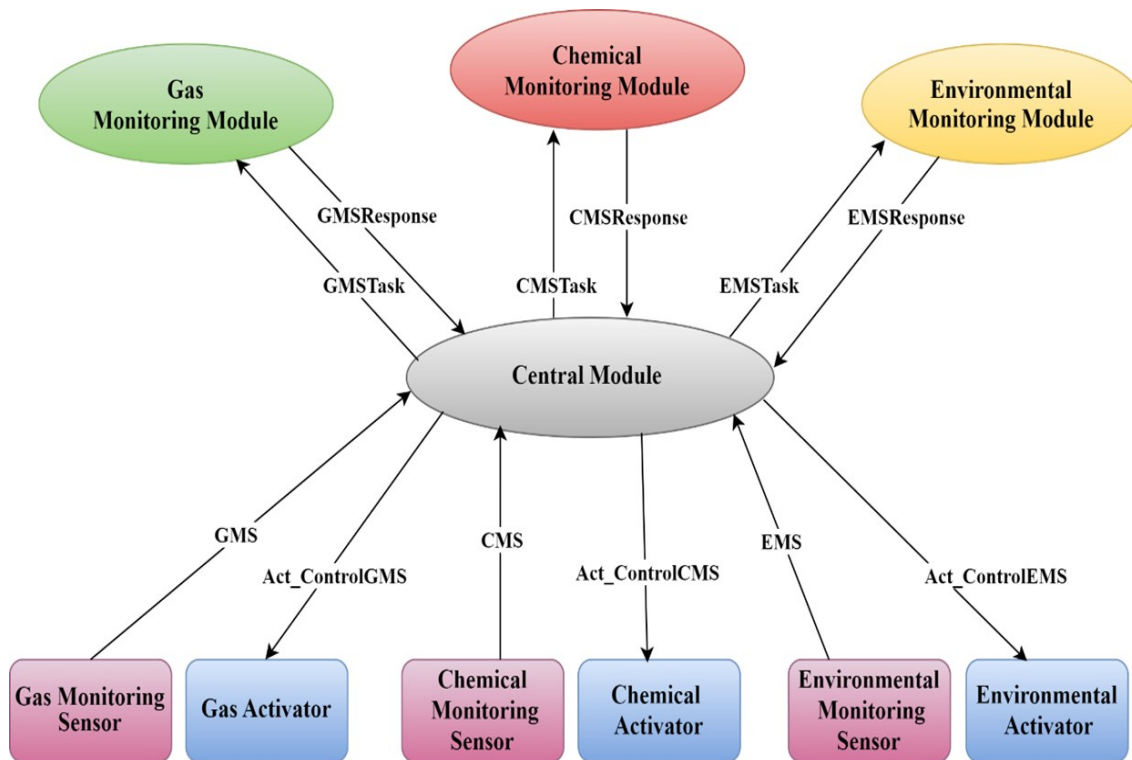 Gas
Monitoring Module
Chemical
Monitoring Module
Environmental
Monitoring Module
GMSResponse
GMSTask
CMSResponse
CMSTask
EMSResponse
EMSTask
Central Module
GMS
Act_ControlGMS
CMS
Act_ControlCMS
EMS
Act_ControlEMS
Gas Monitoring
Sensor
Gas Activator
Chemical
Monitoring
Sensor
Chemical
Activator
Environmental
Monitoring
Sensor
Environmental
Activator